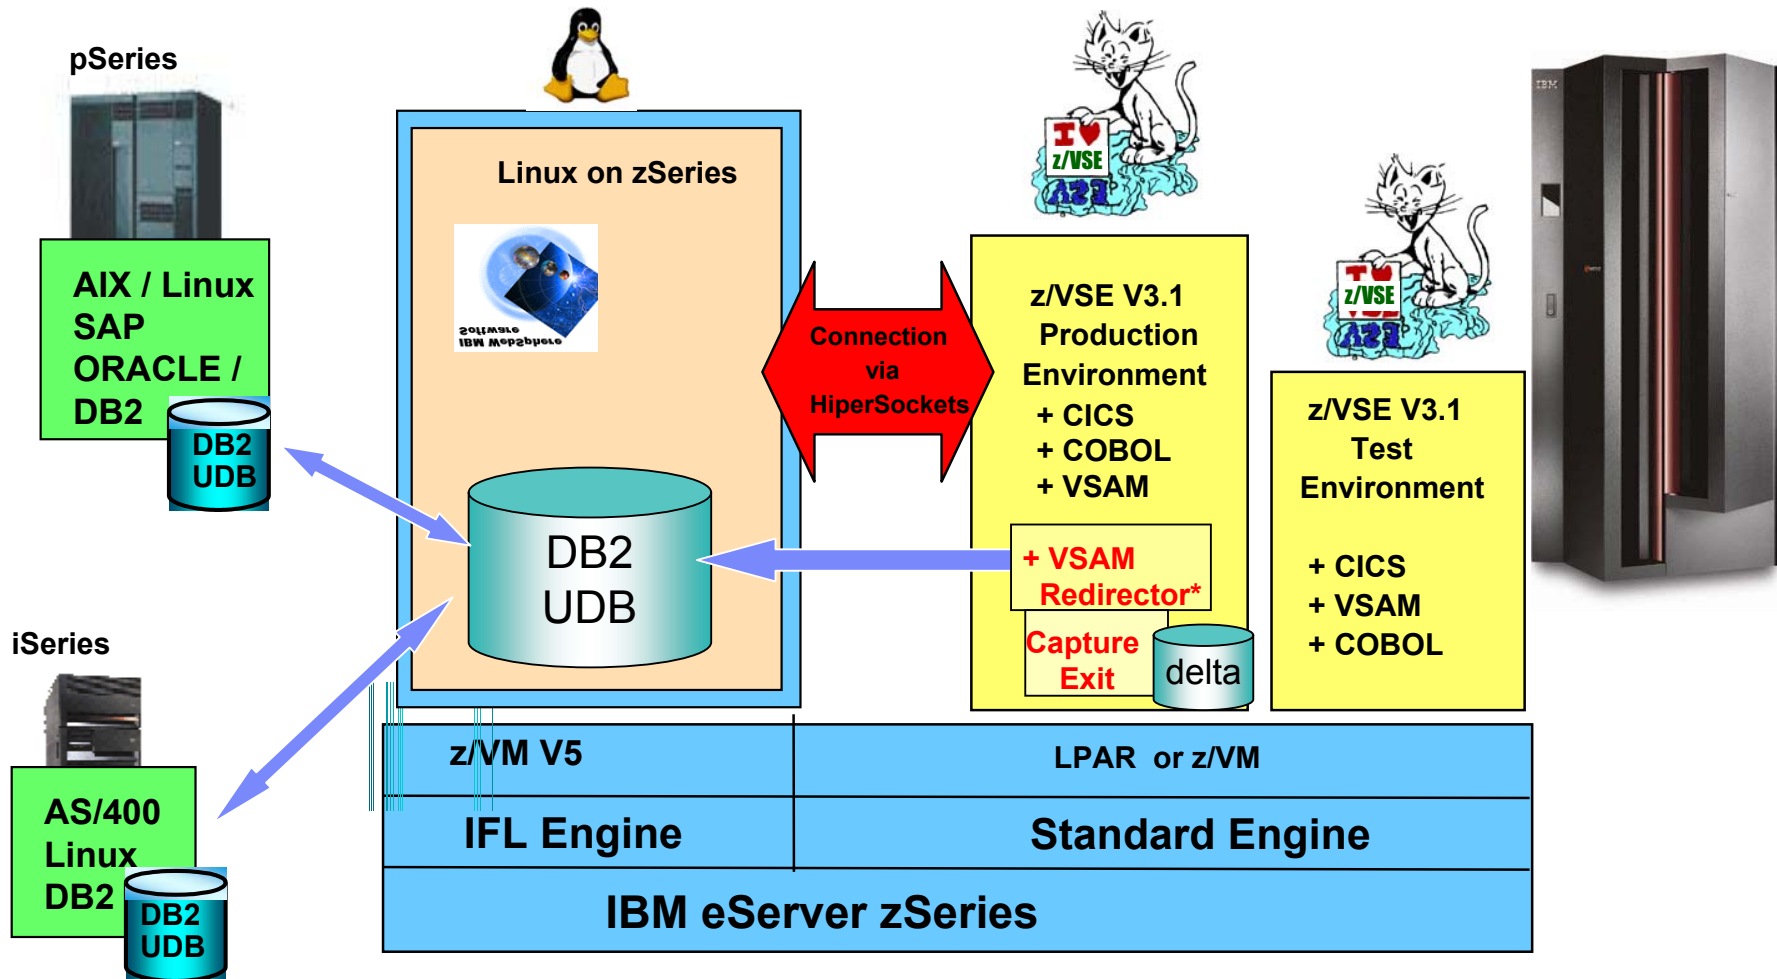 pSeries
AIX / Linux
SAP
ORACLE /
DB2
DB2
UDB
iSeries
AS/400
Linux
DB2
DB2
UDB
Linux on zSeries
Software
IBM WebSphere
DB2
UDB
Connection
via
HiperSockets
I ♥
z/VSE
VSE
z/VSE V3.1
Production
Environment
+ CICS
+ COBOL
+ VSAM
+ VSAM
Redirector*
Capture
Exit
delta
I ♥
z/VSE
VSE
z/VSE V3.1
Test
Environment
+ CICS
+ VSAM
+ COBOL
IBM
z/VM V5
LPAR or z/VM
IFL Engine
Standard Engine
IBM eServer zSeries